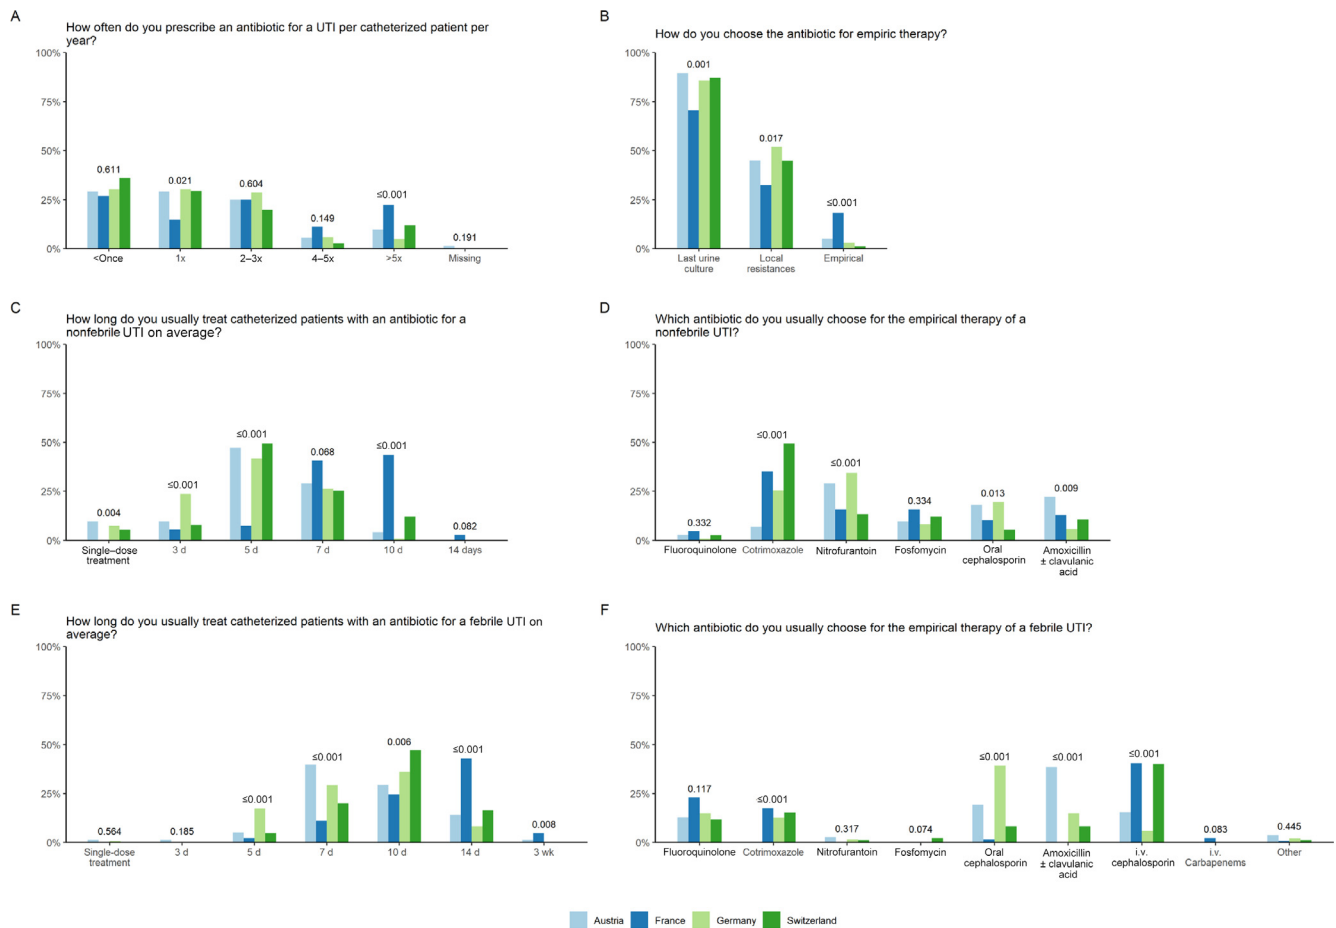 A
How often do you prescribe an antibiotic for a UTI per catheterized patient per
year?
100%
75%
50%
25%
0%
0.611
0.021
0.604
0.149
≤0.001
0.191
<Once
1x
2–3x
4–5x
>5x
Missing
B
How do you choose the antibiotic for empiric therapy?
100%
75%
50%
25%
0%
0.001
0.017
≤0.001
Last urine
culture
Local
resistances
Empirical
C
How long do you usually treat catheterized patients with an antibiotic for a
nonfebrile UTI on average?
100%
75%
50%
25%
0%
0.004
≤0.001
≤0.001
0.068
≤0.001
0.082
Single–dose
treatment
3 d
5 d
7 d
10 d
14 days
D
Which antibiotic do you usually choose for the empirical therapy of a
nonfebrile UTI?
100%
75%
50%
25%
0%
0.332
≤0.001
≤0.001
0.334
0.013
0.009
Fluoroquinolone
Cotrimoxazole
Nitrofurantoin
Fosfomycin
Oral
cephalosporin
Amoxicillin
± clavulanic
acid
E
How long do you usually treat catheterized patients with an antibiotic for a febrile UTI on
average?
100%
75%
50%
25%
0%
0.564
0.185
≤0.001
≤0.001
0.006
≤0.001
0.008
Single-dose
treatment
3 d
5 d
7 d
10 d
14 d
3 wk
F
Which antibiotic do you usually choose for the empirical therapy of a febrile UTI?
100%
75%
50%
25%
0%
0.117
≤0.001
0.317
0.074
≤0.001
≤0.001
≤0.001
0.083
0.445
Fluoroquinolone
Cotrimoxazole
Nitrofurantoin
Fosfomycin
Oral
cephalosporin
Amoxicillin
± clavulanic
acid
i.v.
cephalosporin
i.v.
Carbapenems
Other
Austria France Germany Switzerland